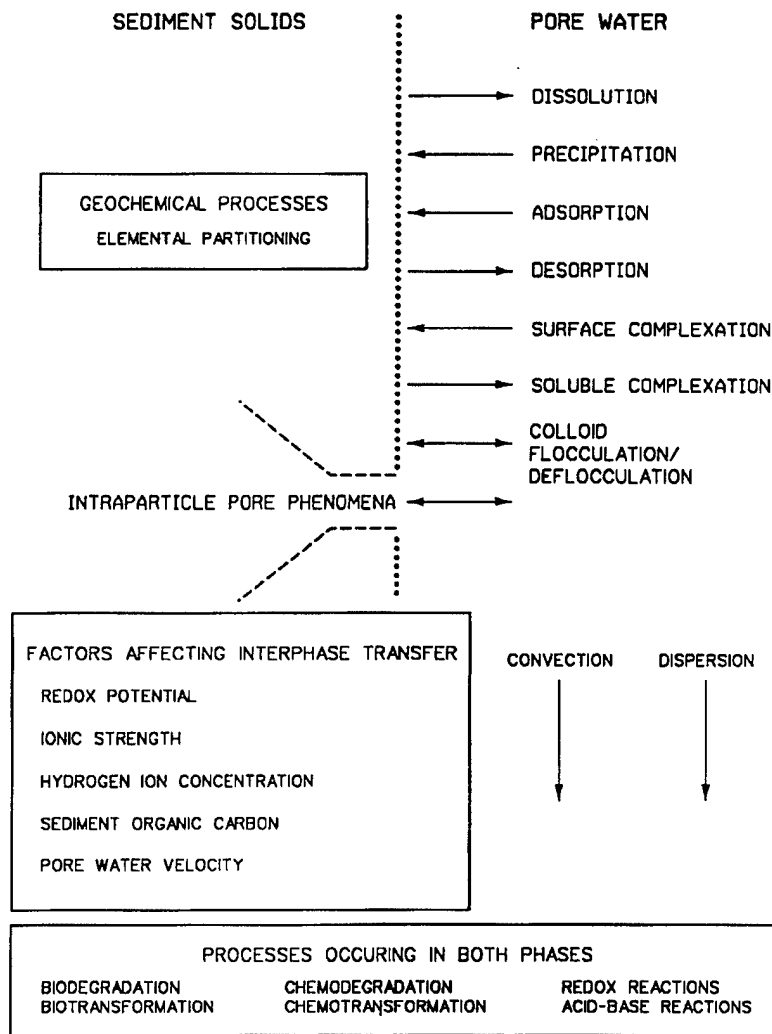 SEDIMENT SOLIDS
PORE WATER
DISSOLUTION
PRECIPITATION
GEOCHEMICAL PROCESSES
ELEMENTAL PARTITIONING
ADSORPTION
DESORPTION
SURFACE COMPLEXATION
SOLUBLE COMPLEXATION
COLLOID
FLOCCULATION/
DEFLOCCULATION
INTRAPARTICLE PORE PHENOMENA
FACTORS AFFECTING INTERPHASE TRANSFER
REDOX POTENTIAL
IONIC STRENGTH
HYDROGEN ION CONCENTRATION
SEDIMENT ORGANIC CARBON
PORE WATER VELOCITY
CONVECTION
DISPERSION
PROCESSES OCCURING IN BOTH PHASES
BIODEGRADATION
BIOTRANSFORMATION
CHEMODEGRADATION
CHEMOTRANSFORMATION
REDOX REACTIONS
ACID-BASE REACTIONS